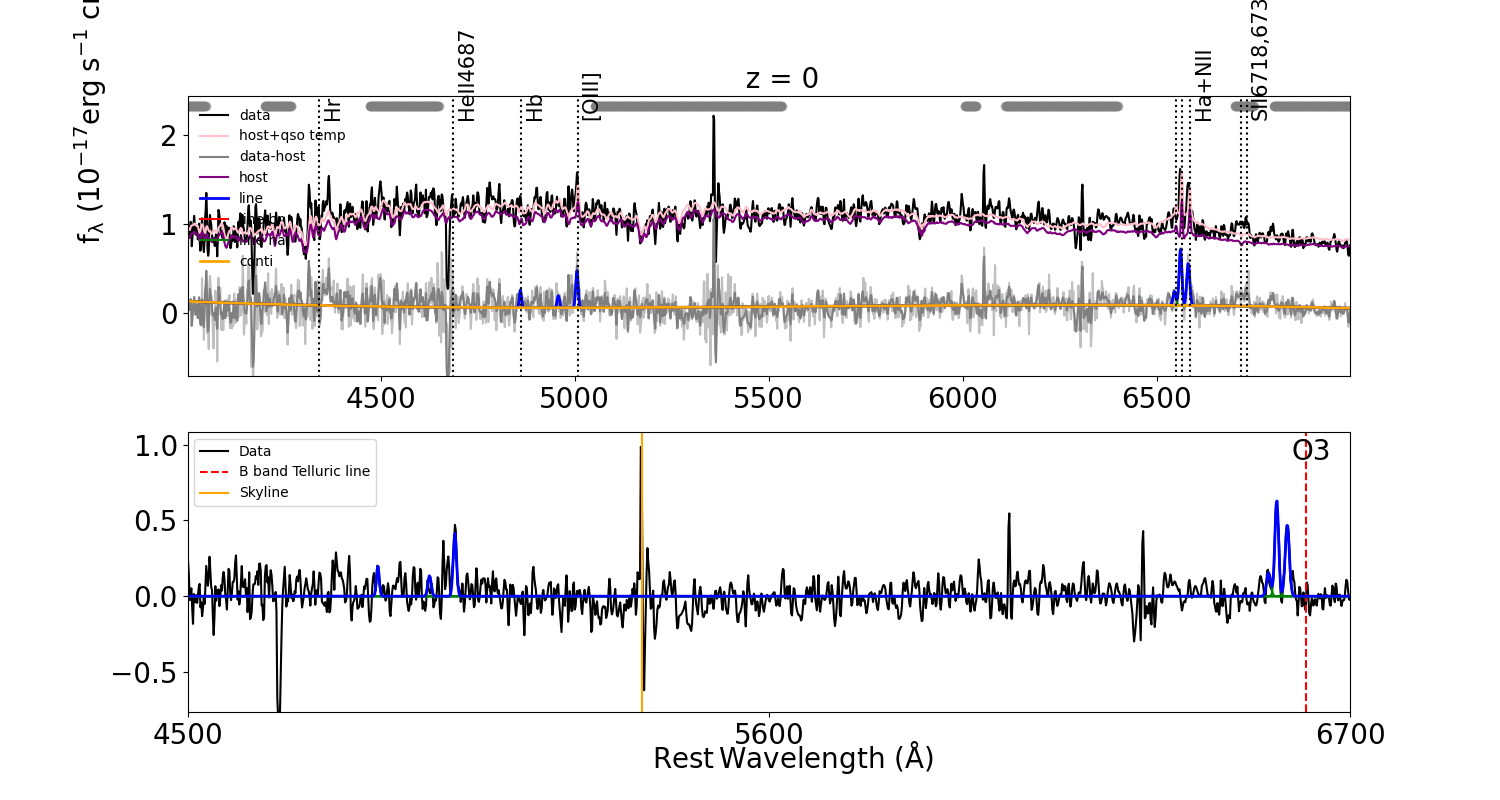 z = 0
Hr
HeII4687
Hb
[OIII]
Ha+NII
SII6718,673
fλ (10−17erg s−1 c
data
host+qso temp
data-host
host
line
conti
2
1
0
4500
5000
5500
6000
6500
1.0
0.5
0.0
−0.5
Data
B band Telluric line
Skyline
O3
4500
5600
6700
Rest Wavelength (Å)